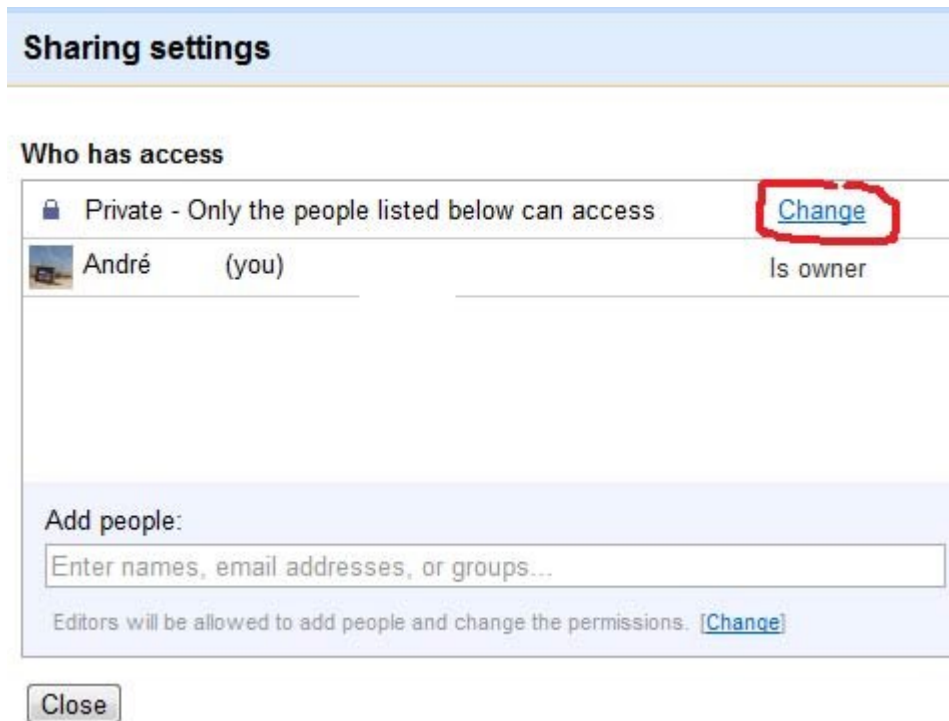 Sharing settings
Who has access
Private - Only the people listed below can access Change
André (you) Is owner
Add people:
Enter names, email addresses, or groups...
Editors will be allowed to add people and change the permissions. [Change]
Close